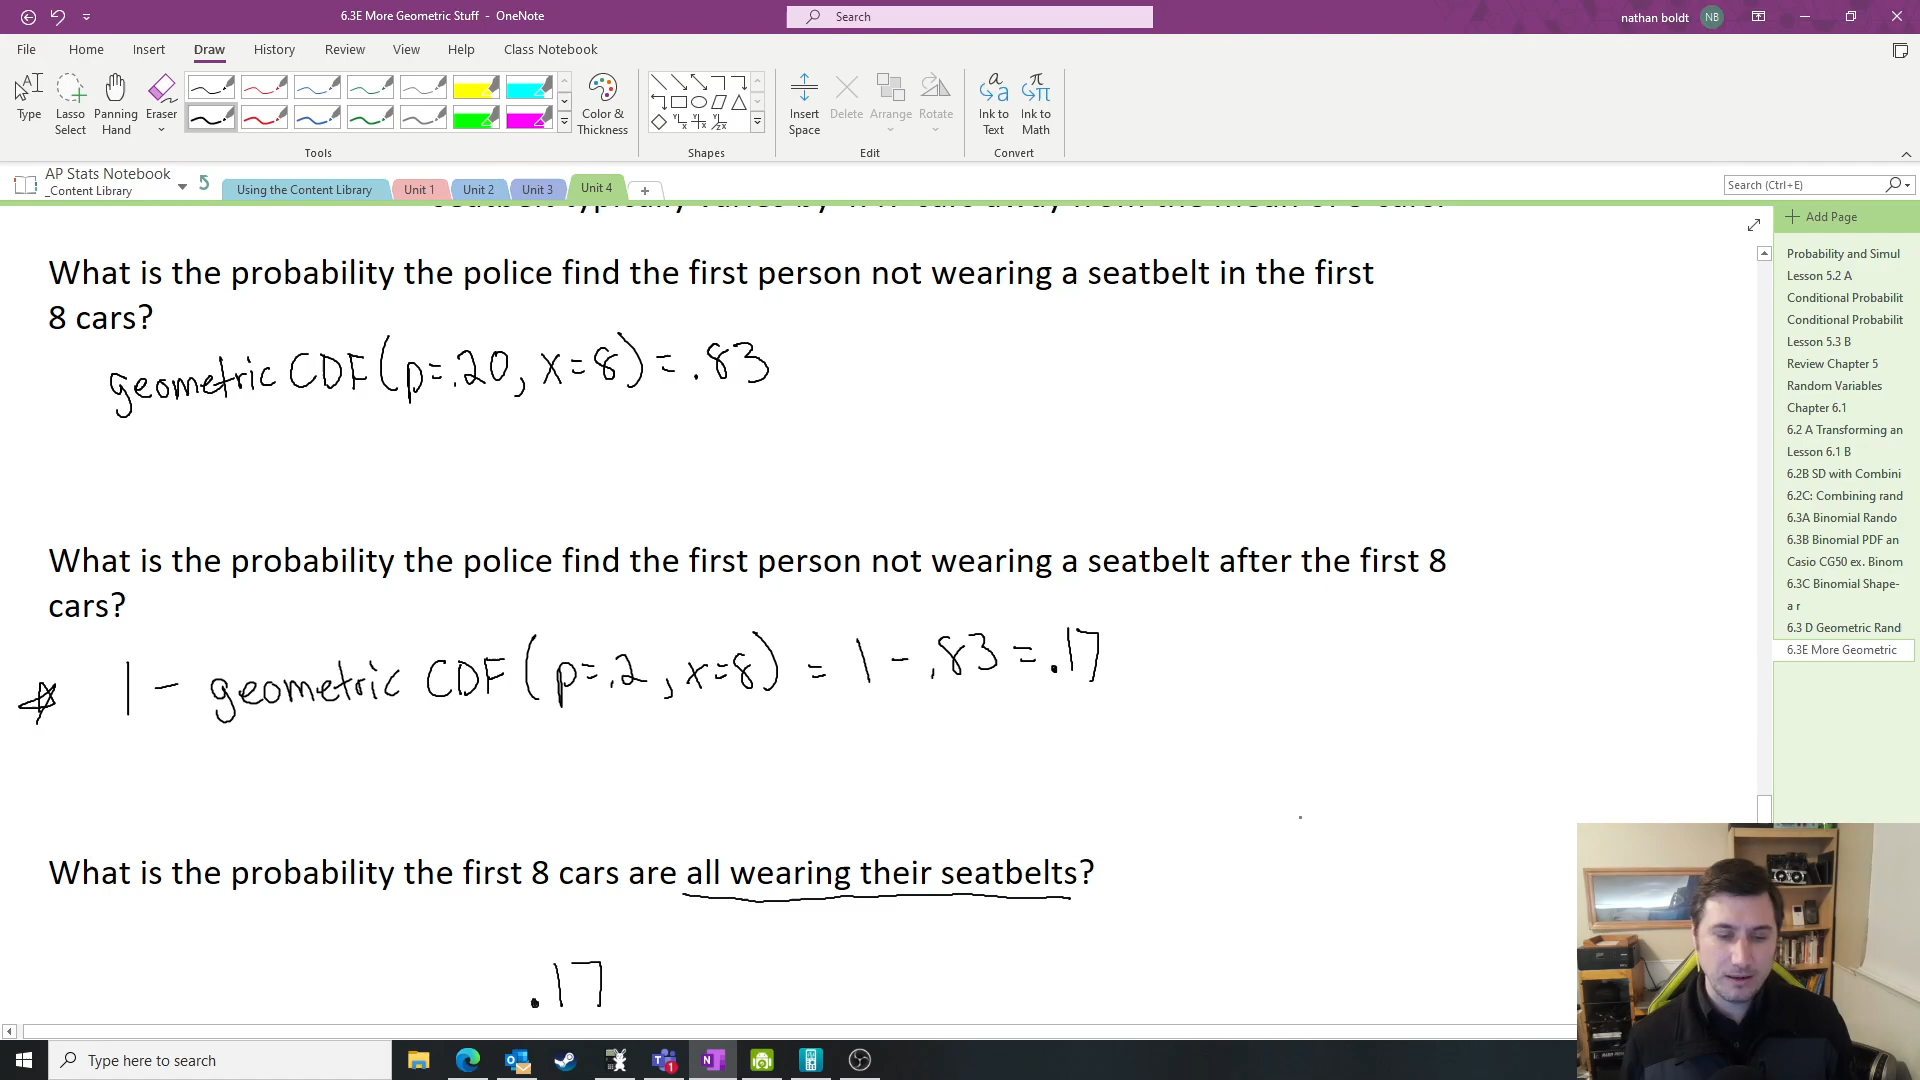 6.3E More Geometric Stuff - OneNote
Search
nathan boldt NB
File Home Insert Draw History Review View Help Class Notebook
Type
Lasso Select
Panning Hand
Eraser
Color & Thickness
Insert Space
Delete
Arrange
Rotate
Ink to Text
Ink to Math
Tools
Shapes
Edit
Convert
AP Stats Notebook
_Content Library
Using the Content Library Unit 1 Unit 2 Unit 3 Unit 4 +
Search (Ctrl+E)
Add Page
Probability and Simul
Lesson 5.2 A
Conditional Probabilit
Conditional Probabilit
Lesson 5.3 B
Review Chapter 5
Random Variables
Chapter 6.1
6.2 A Transforming an
Lesson 6.1 B
6.2B SD with Combini
6.2C: Combining rand
6.3A Binomial Rando
6.3B Binomial PDF an
Casio CG50 ex. Binom
6.3C Binomial Shape-
a r
6.3 D Geometric Rand
6.3E More Geometric
What is the probability the police find the first person not wearing a seatbelt in the first
8 cars?
geometric CDF(p=.20, x=8) = .83
What is the probability the police find the first person not wearing a seatbelt after the first 8
cars?
1 - geometric CDF(p=.2, x=8) = 1 - .83 = .17
What is the probability the first 8 cars are all wearing their seatbelts?
.17
Type here to search